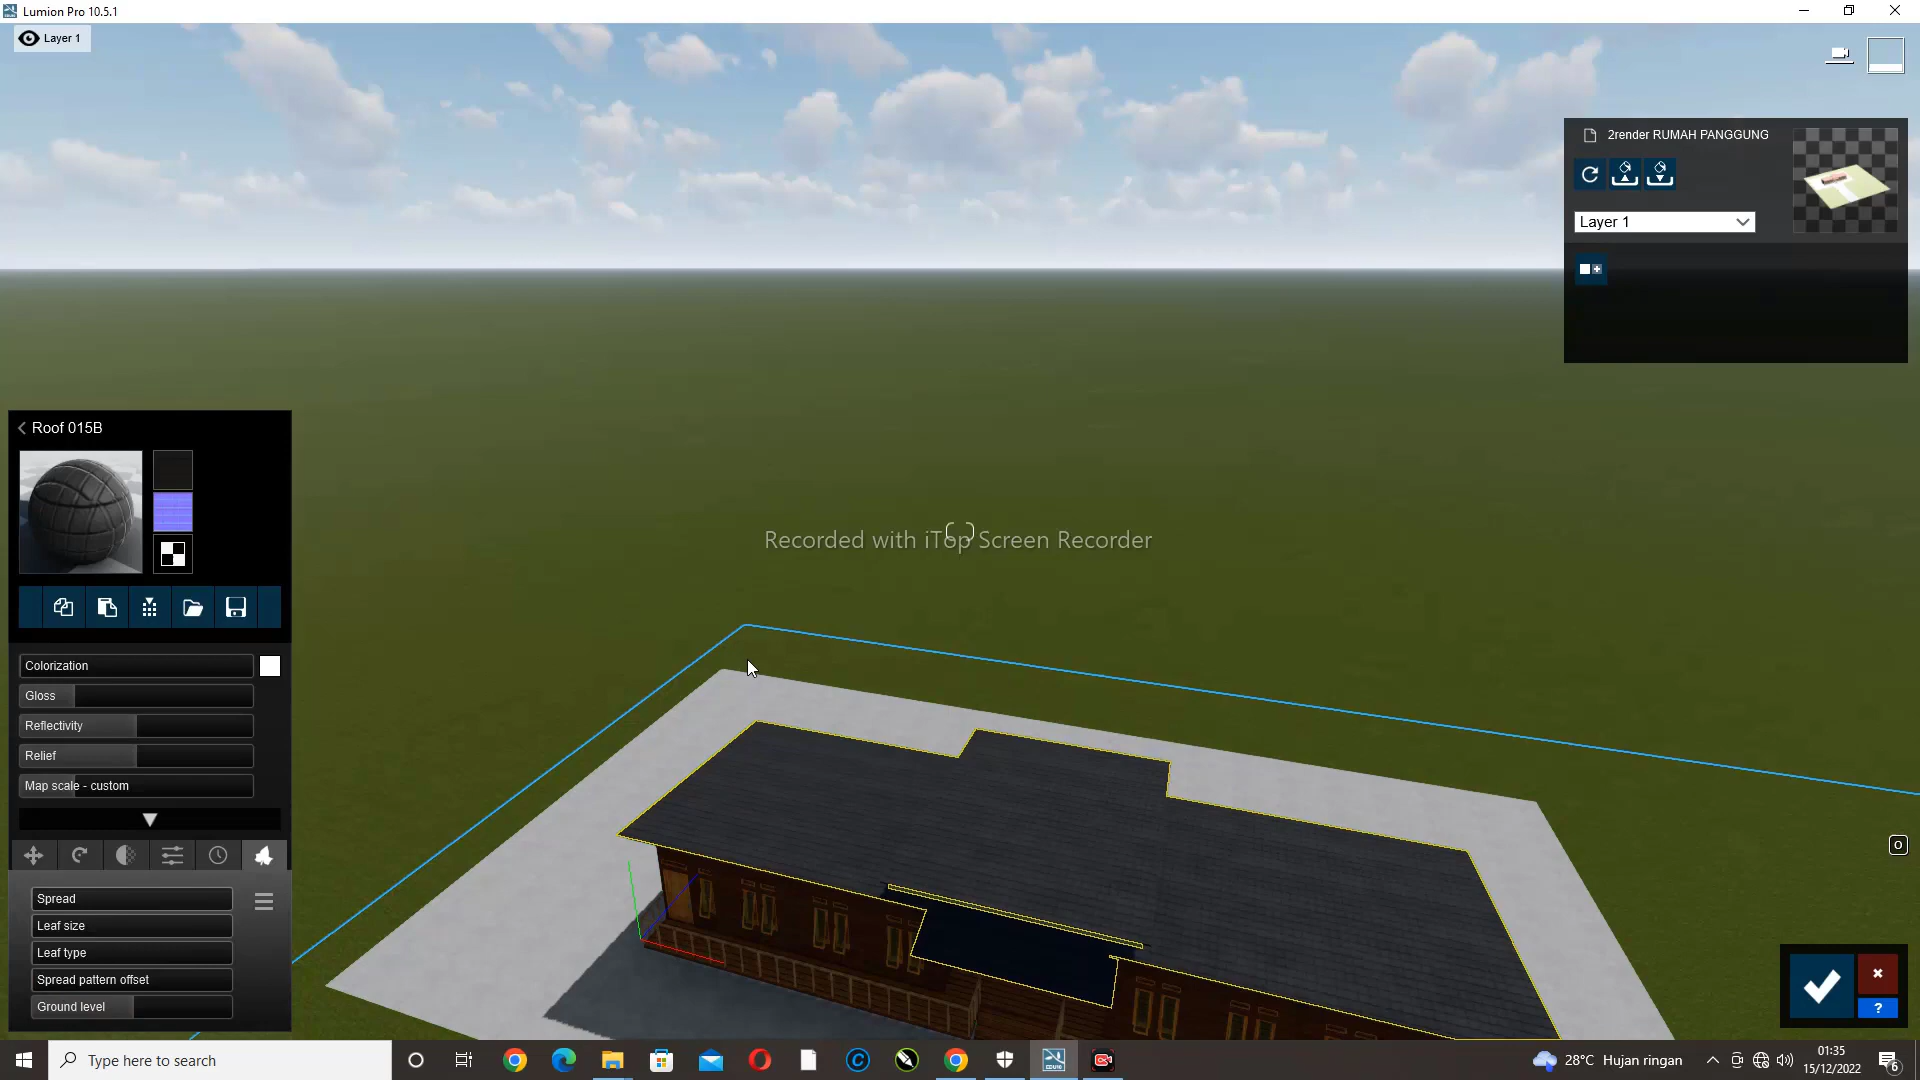 Lumion Pro 10.5.1
Layer 1
2render RUMAH PANGGUNG
Layer 1
Roof 015B
Recorded with iTop Screen Recorder
Colorization
Gloss
Reflectivity
Relief
Map scale - custom
O
Spread
Leaf size
Leaf type
Spread pattern offset
Ground level
?
Type here to search
28°C Hujan ringan
01:35
15/12/2022
6